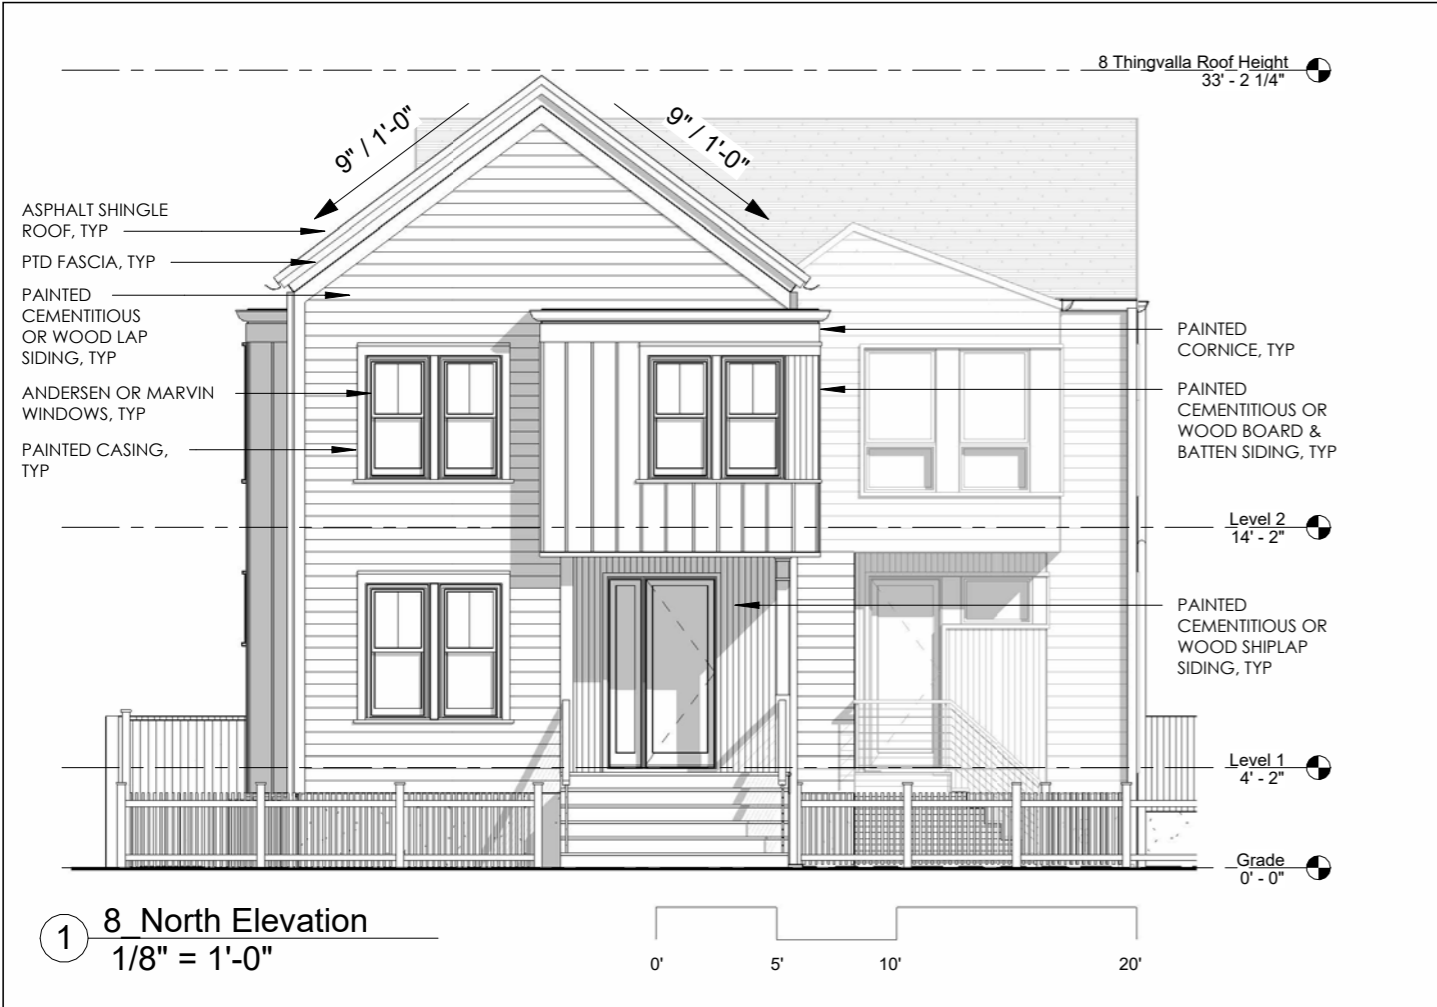 8 Thingvalla Roof Height
33' - 2 1/4"
9" / 1'-0"
9" / 1'-0"
ASPHALT SHINGLE
ROOF, TYP
PTD FASCIA, TYP
PAINTED
CEMENTITIOUS
OR WOOD LAP
SIDING, TYP
ANDERSEN OR MARVIN
WINDOWS, TYP
PAINTED CASING,
TYP
PAINTED
CORNICE, TYP
PAINTED
CEMENTITIOUS OR
WOOD BOARD &
BATTEN SIDING, TYP
Level 2
14' - 2"
PAINTED
CEMENTITIOUS OR
WOOD SHIPLAP
SIDING, TYP
Level 1
4' - 2"
Grade
0' - 0"
1
8_North Elevation
1/8" = 1'-0"
0' 5' 10' 20'